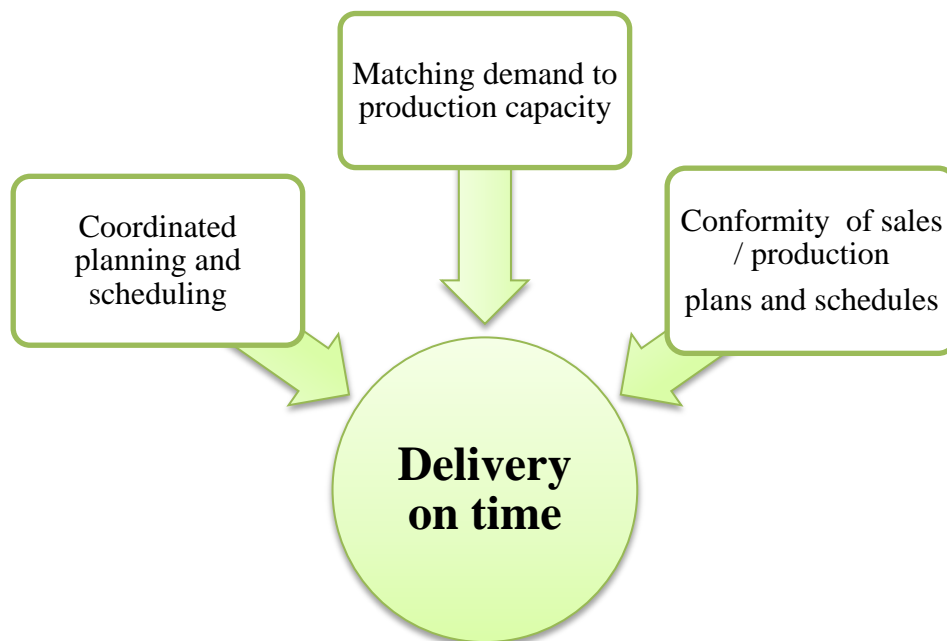 Matching demand to
production capacity
Coordinated
planning and
scheduling
Conformity of sales
/ production
plans and schedules
Delivery
on time